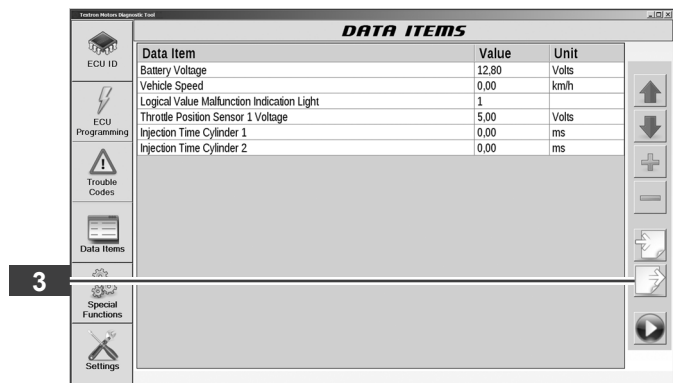 Textron Motors Diagnostic Tool
DATA ITEMS
ECU ID
ECU
Programming
Trouble
Codes
Data Items
Special
Functions
Settings
Data Item Value Unit
Battery Voltage 12,80 Volts
Vehicle Speed 0,00 km/h
Logical Value Malfunction Indication Light 1
Throttle Position Sensor 1 Voltage 5,00 Volts
Injection Time Cylinder 1 0,00 ms
Injection Time Cylinder 2 0,00 ms
3